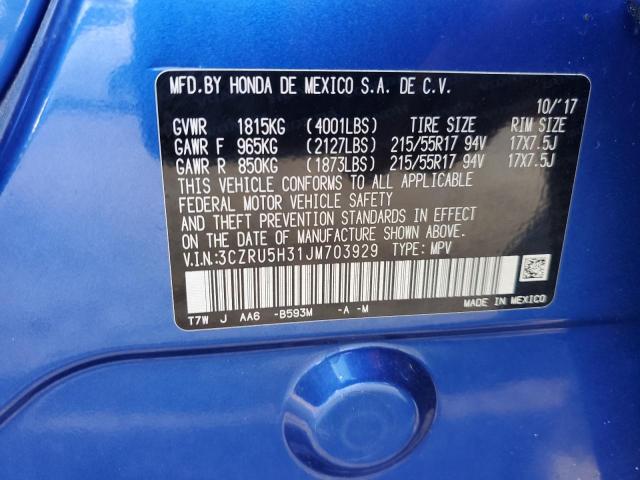 MFD.BY HONDA DE MEXICO S.A. DE C.V.
10/'17
GVWR 1815KG (4001LBS) TIRE SIZE RIM SIZE
GAWR F 965KG (2127LBS) 215/55R17 94V 17X7.5J
GAWR R 850KG (1873LBS) 215/55R17 94V 17X7.5J
THIS VEHICLE CONFORMS TO ALL APPLICABLE
FEDERAL MOTOR VEHICLE SAFETY
AND THEFT PREVENTION STANDARDS IN EFFECT
ON THE DATE OF MANUFACTURE SHOWN ABOVE.
V.I.N:3CZRU5H31JM703929 TYPE: MPV
T7W J AA6 -B593M -A -M
MADE IN MEXICO